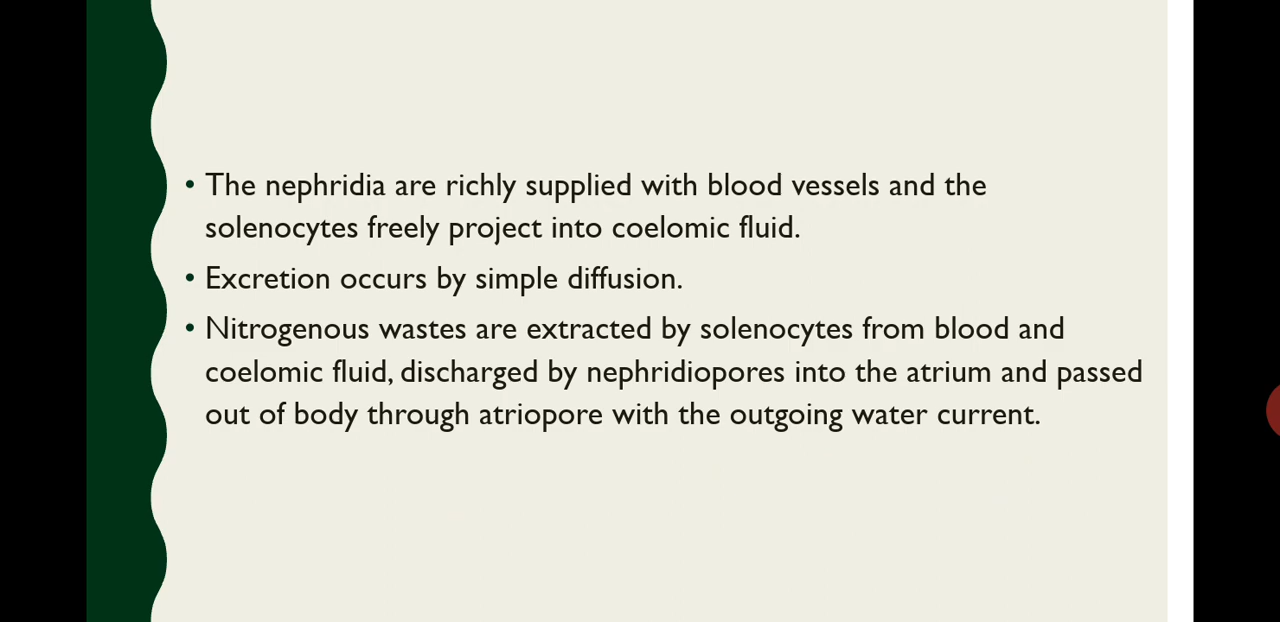 • The nephridia are richly supplied with blood vessels and the
solenocytes freely project into coelomic fluid.
• Excretion occurs by simple diffusion.
• Nitrogenous wastes are extracted by solenocytes from blood and
coelomic fluid, discharged by nephridiopores into the atrium and passed
out of body through atriopore with the outgoing water current.